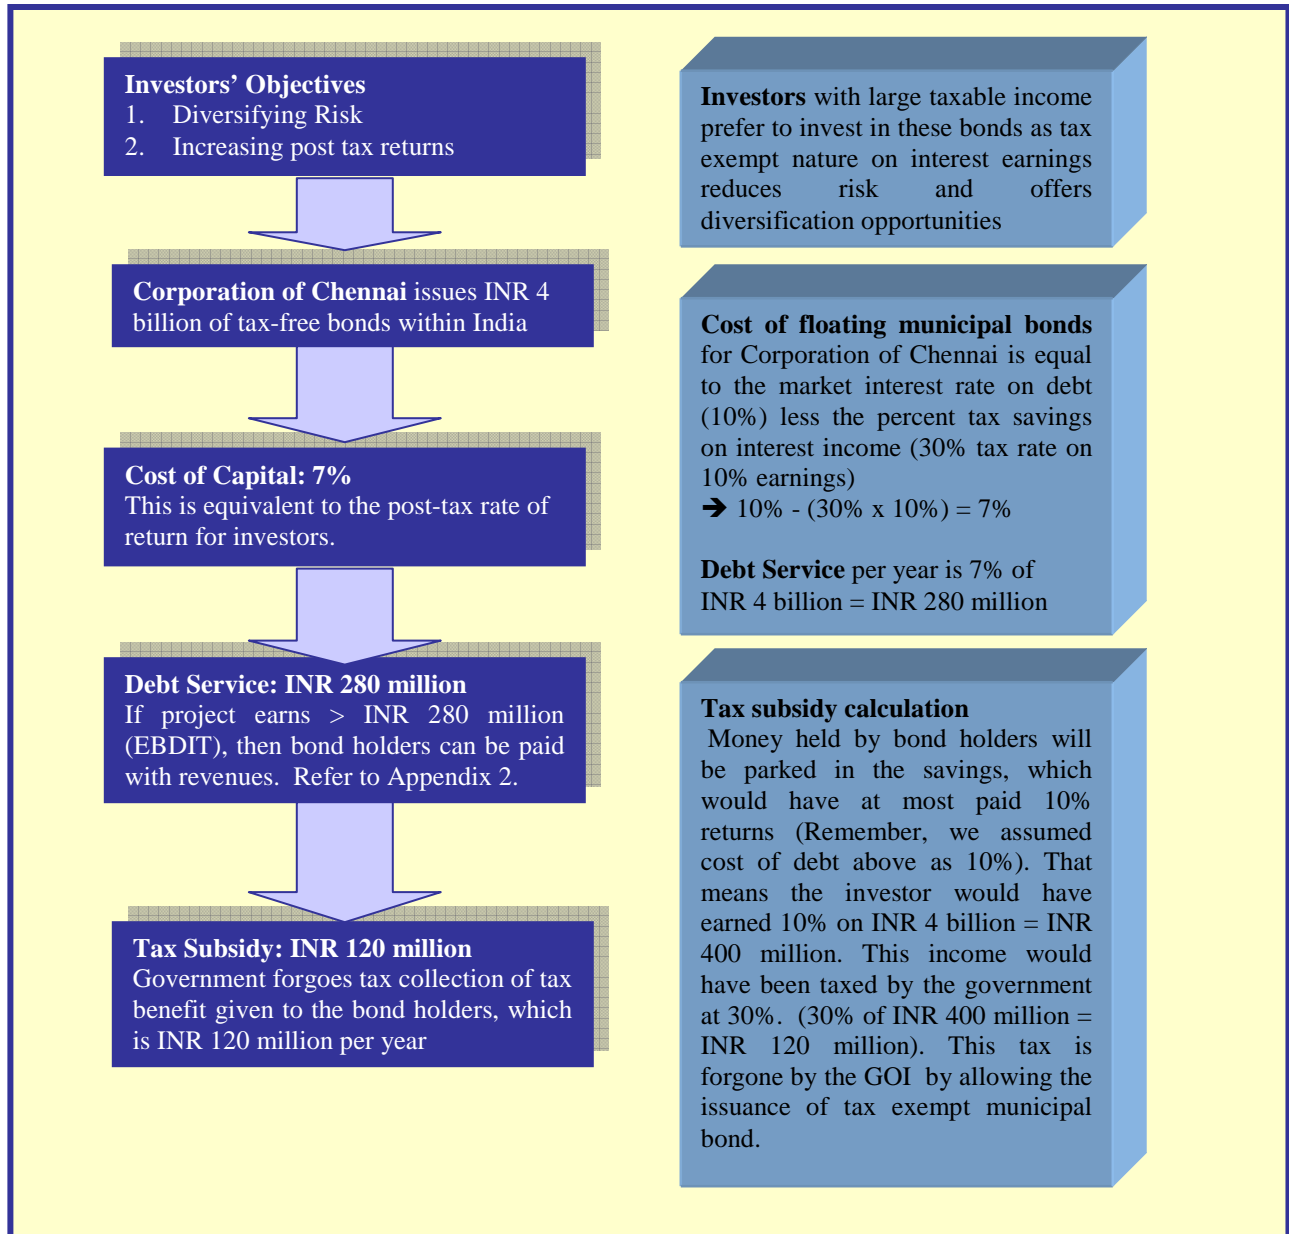 Investors’ Objectives
1. Diversifying Risk
2. Increasing post tax returns
Corporation of Chennai issues INR 4
billion of tax-free bonds within India
Cost of Capital: 7%
This is equivalent to the post-tax rate of
return for investors.
Debt Service: INR 280 million
If project earns > INR 280 million
(EBDIT), then bond holders can be paid
with revenues. Refer to Appendix 2.
Tax Subsidy: INR 120 million
Government forgoes tax collection of tax
benefit given to the bond holders, which
is INR 120 million per year
Investors with large taxable income
prefer to invest in these bonds as tax
exempt nature on interest earnings
reduces risk and offers
diversification opportunities
Cost of floating municipal bonds
for Corporation of Chennai is equal
to the market interest rate on debt
(10%) less the percent tax savings
on interest income (30% tax rate on
10% earnings)
➔ 10% - (30% x 10%) = 7%
Debt Service per year is 7% of
INR 4 billion = INR 280 million
Tax subsidy calculation
Money held by bond holders will
be parked in the savings, which
would have at most paid 10%
returns (Remember, we assumed
cost of debt above as 10%). That
means the investor would have
earned 10% on INR 4 billion = INR
400 million. This income would
have been taxed by the government
at 30%. (30% of INR 400 million =
INR 120 million). This tax is
forgone by the GOI by allowing the
issuance of tax exempt municipal
bond.